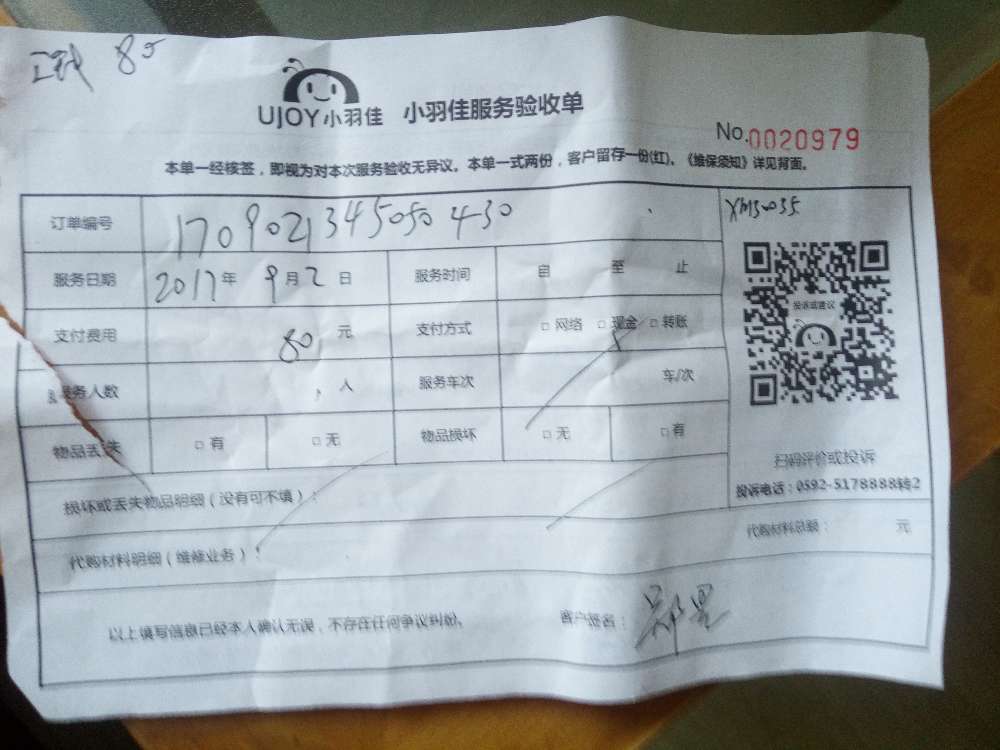 80
UJOY小羽佳 小羽佳服务验收单
No.0020979
本单一经核签，即视为对本次服务验收无异议。本单一式两份，客户留存一份(红)。《维保须知》详见背面。
订单编号 1709021345050430
XM3035
服务日期 2017年 9月2日 服务时间 自 至 止
投诉或建议
支付费用 80元 支付方式 □网络 □现金 □转账
服务人数 人 服务车次 车/次
物品丢失 □有 □无 物品损坏 □无 □有
扫码评价或投诉
投诉电话：0592-5178888转2
损坏或丢失物品明细（没有可不填）：
代购材料明细（维修业务）： 代购材料总额： 元
以上填写信息已经本人确认无误，不存在任何争议纠纷。 客户签名：